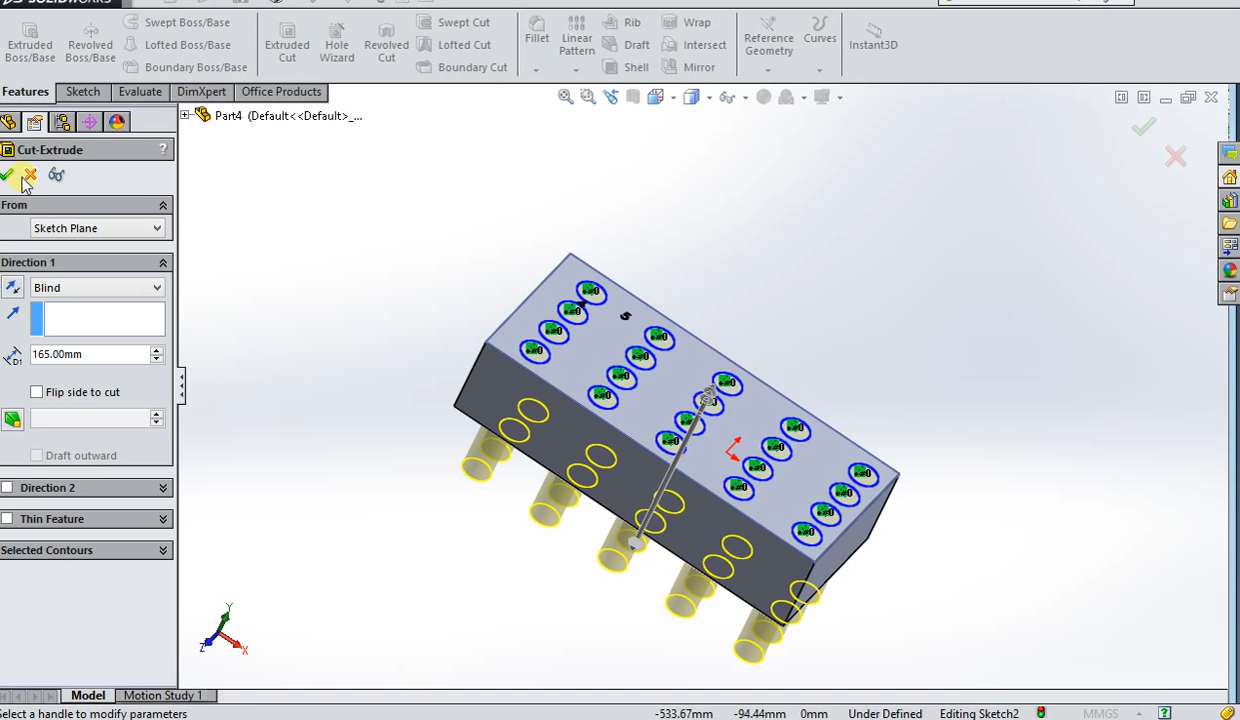 SOLIDWORKS
Extruded Boss/Base
Revolved Boss/Base
Swept Boss/Base
Lofted Boss/Base
Boundary Boss/Base
Extruded Cut
Hole Wizard
Revolved Cut
Swept Cut
Lofted Cut
Boundary Cut
Fillet
Linear Pattern
Rib
Draft
Shell
Wrap
Intersect
Mirror
Reference Geometry
Curves
Instant3D
Features
Sketch
Evaluate
DimXpert
Office Products
Part4 (Default<<Default>_...
Cut-Extrude
?
From
Sketch Plane
Direction 1
Blind
D1
165.00mm
Flip side to cut
Draft outward
Direction 2
Thin Feature
Selected Contours
Y
Z
X
Model
Motion Study 1
Select a handle to modify parameters
-533.67mm
-94.44mm
0mm
Under Defined
Editing Sketch2
MMGS
?